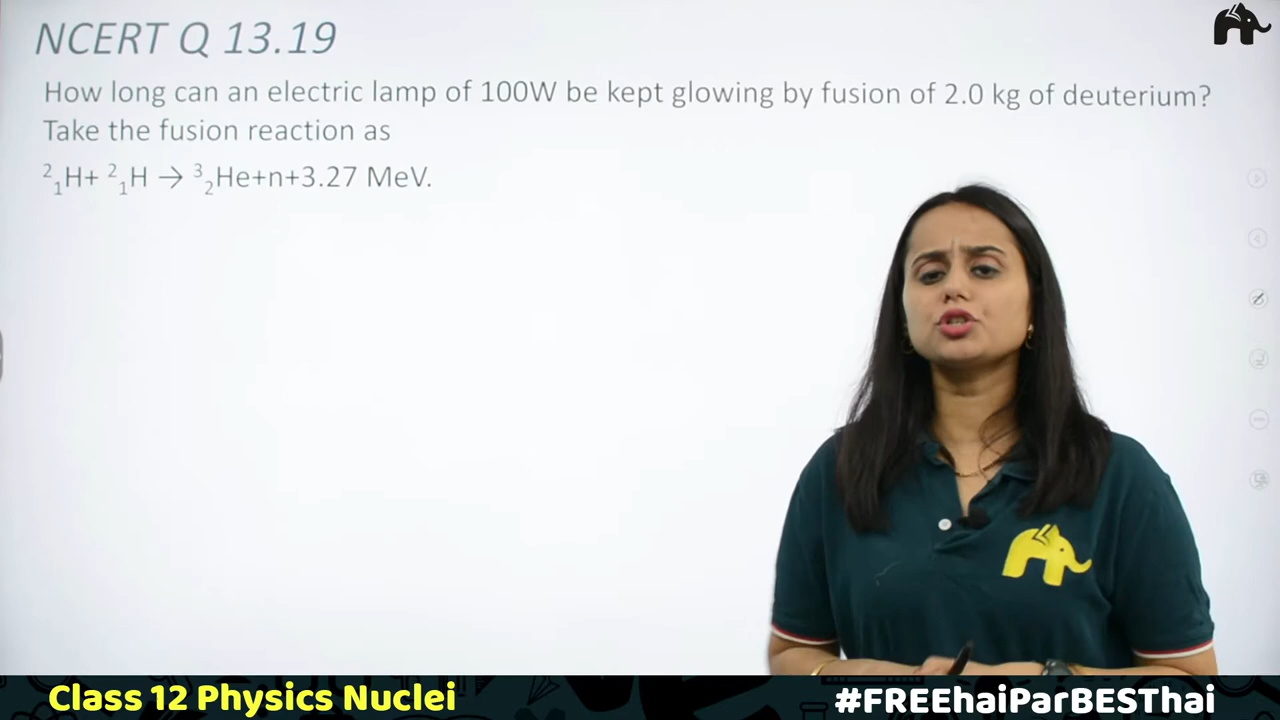 NCERT Q 13.19
How long can an electric lamp of 100W be kept glowing by fusion of 2.0 kg of deuterium?
Take the fusion reaction as
²₁H+ ²₁H → ³₂He+n+3.27 MeV.
Class 12 Physics Nuclei
#FREEhaiParBESThai